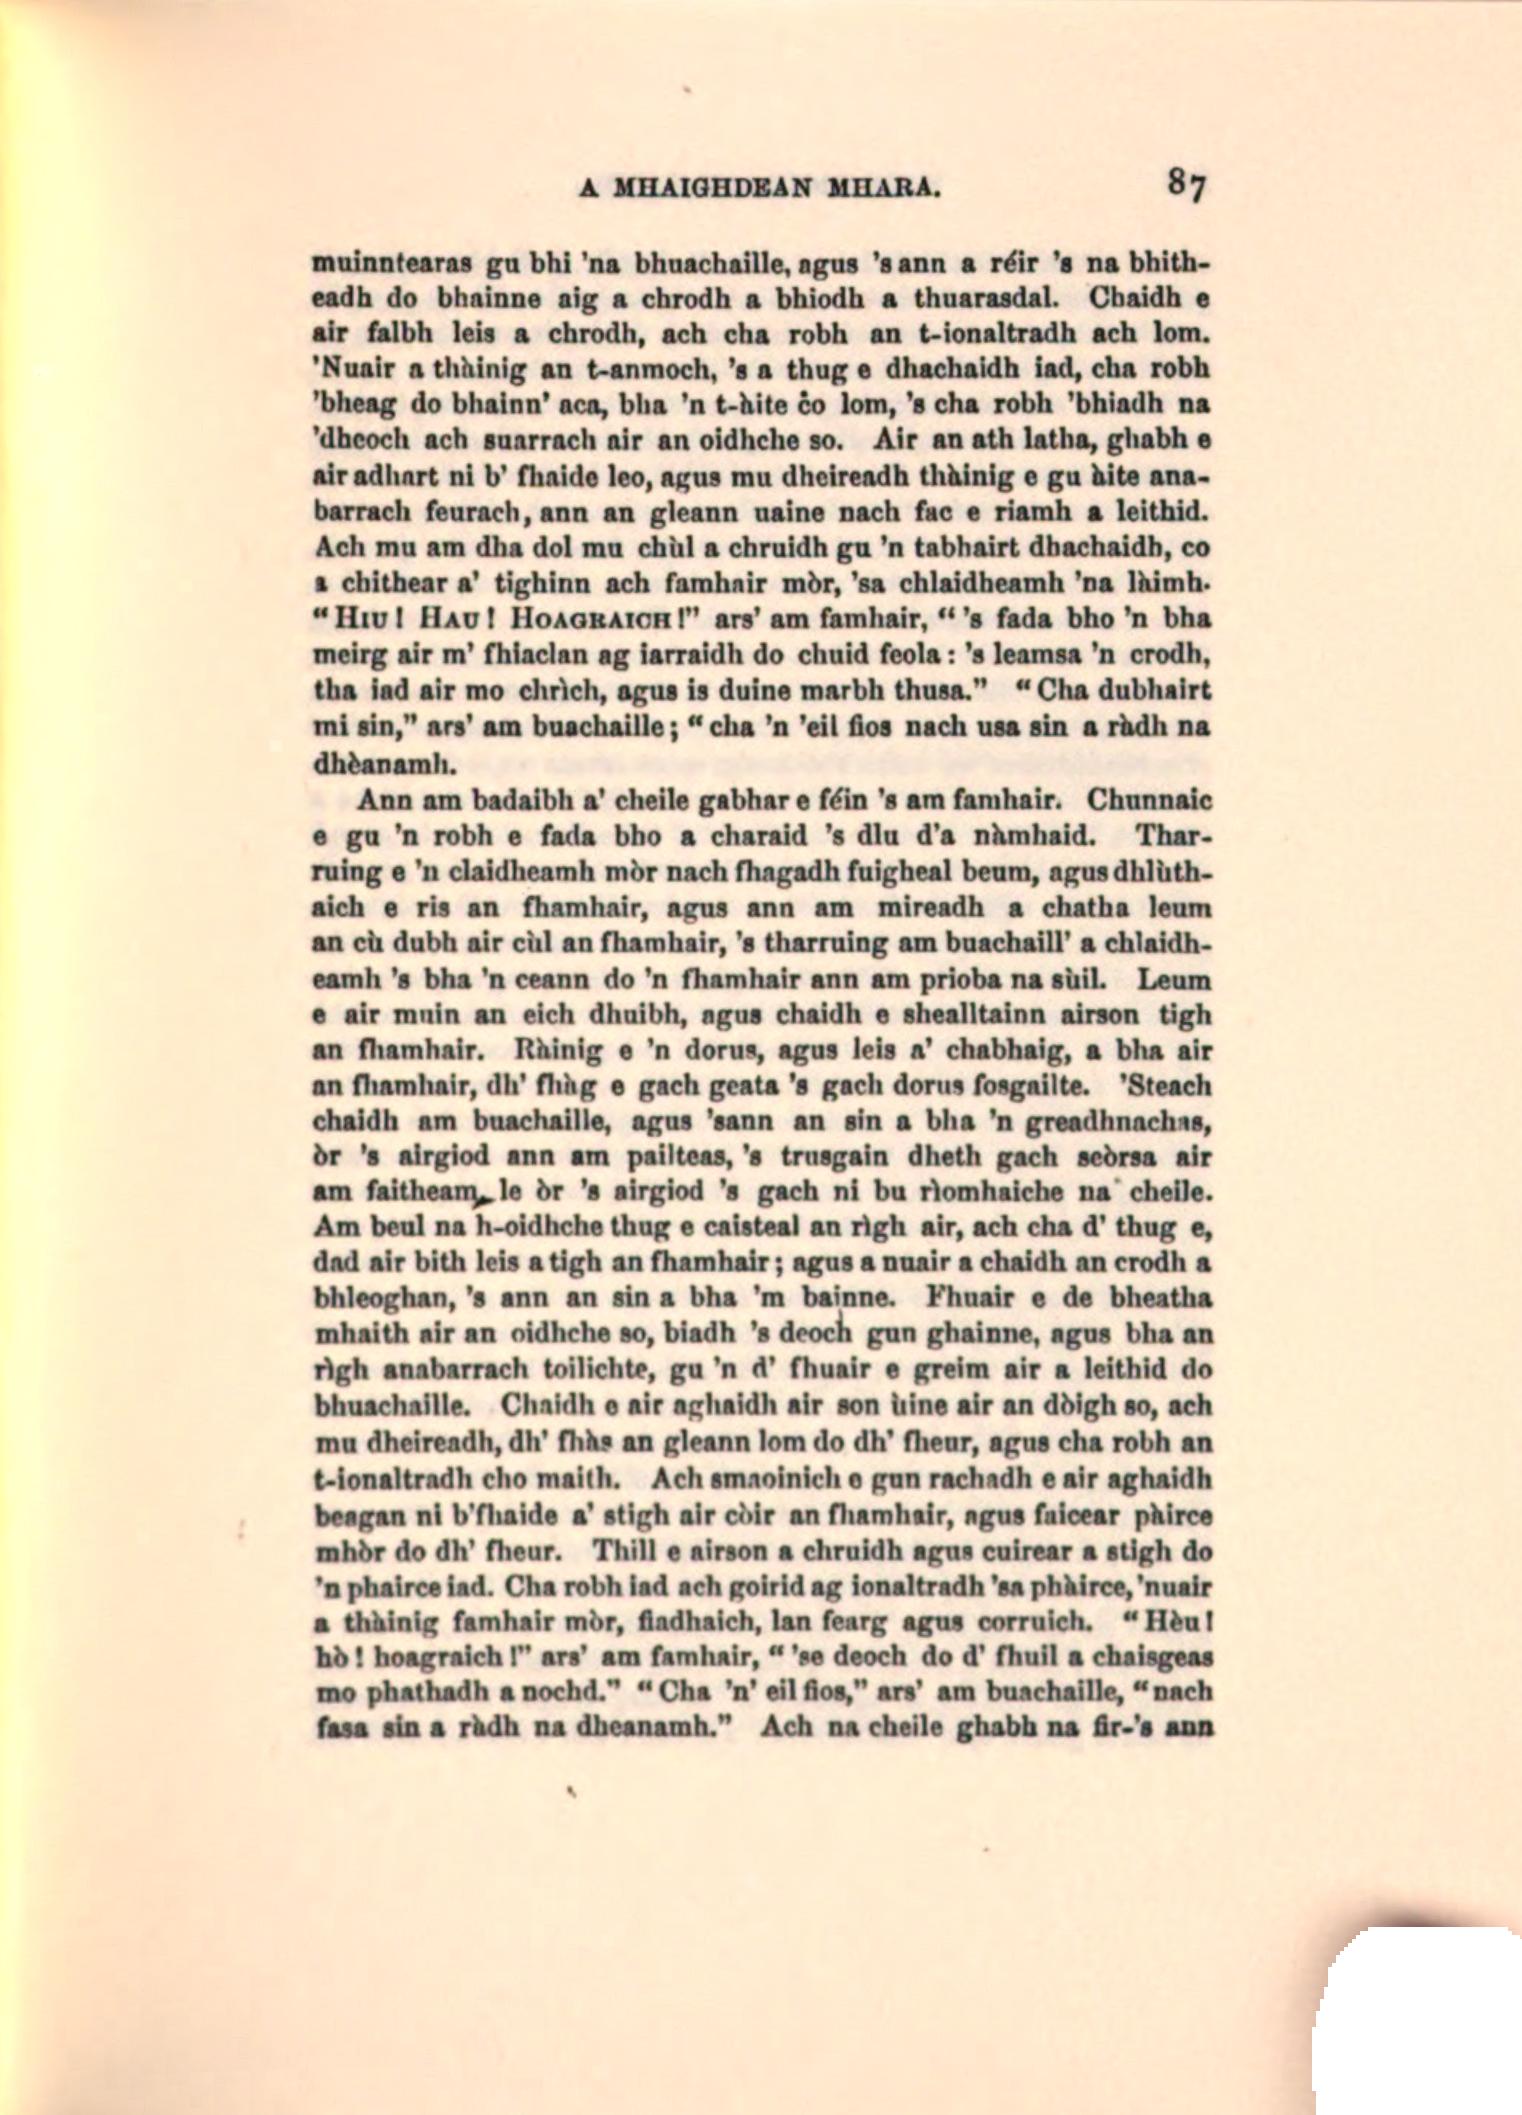 A MHAIGHDEAN MHARA. 87
muinntearas gu bhi 'na bhuachaille, agus 's ann a réir 's na bhith-
eadh do bhainne aig a chrodh a bhiodh a thuarasdal. Chaidh e
air falbh leis a chrodh, ach cha robh an t-ionaltradh ach lom.
'Nuair a thàinig an t-anmoch, 's a thug e dhachaidh iad, cha robh
'bheag do bhainn' aca, bha 'n t-àite ċo lom, 's cha robh 'bhiadh na
'dheoch ach suarrach air an oidhche so. Air an ath latha, ghabh e
air adhart ni b' fhaide leo, agus mu dheireadh thàinig e gu àite ana-
barrach feurach, ann an gleann uaine nach fac e riamh a leithid.
Ach mu am dha dol mu chùl a chruidh gu 'n tabhairt dhachaidh, co
a chithear a' tighinn ach famhair mòr, 'sa chlaidheamh 'na làimh.
“HIU! HAU! HOAGRAICH!” ars' am famhair, “'s fada bho 'n bha
meirg air m' fhiaclan ag iarraidh do chuid feola: 's leamsa 'n crodh,
tha iad air mo chrìch, agus is duine marbh thusa.” “Cha dubhairt
mi sin,” ars' am buachaille; “cha 'n 'eil fios nach usa sin a ràdh na
dhèanamh.
Ann am badaibh a' cheile gabhar e féin 's am famhair. Chunnaic
e gu 'n robh e fada bho a charaid 's dlu d'a nàmhaid. Thar-
ruing e 'n claidheamh mòr nach fhagadh fuigheal beum, agus dhlùth-
aich e ris an fhamhair, agus ann am mireadh a chatha leum
an cù dubh air cùl an fhamhair, 's tharruing am buachaill' a chlaidh-
eamh 's bha 'n ceann do 'n fhamhair ann am prioba na sùil. Leum
e air muin an eich dhuibh, agus chaidh e shealltainn airson tigh
an fhamhair. Ràinig e 'n dorus, agus leis a' chabhaig, a bha air
an fhamhair, dh' fhàg e gach geata 's gach dorus fosgailte. 'Steach
chaidh am buachaille, agus 'sann an sin a bha 'n greadhnachas,
òr 's airgiod ann am pailteas, 's trusgain dheth gach seòrsa air
am faitheam le òr 's airgiod 's gach ni bu rìomhaiche na cheile.
Am beul na h-oidhche thug e caisteal an rìgh air, ach cha d' thug e,
dad air bith leis a tigh an fhamhair; agus a nuair a chaidh an crodh a
bhleoghan, 's ann an sin a bha 'm bainne. Fhuair e de bheatha
mhaith air an oidhche so, biadh 's deoch gun ghainne, agus bha an
rìgh anabarrach toilichte, gu 'n d' fhuair e greim air a leithid do
bhuachaille. Chaidh e air aghaidh air son ùine air an dòigh so, ach
mu dheireadh, dh' fhàs an gleann lom do dh' fheur, agus cha robh an
t-ionaltradh cho maith. Ach smaoinich e gun rachadh e air aghaidh
beagan ni b'fhaide a' stigh air còir an fhamhair, agus faicear pàirce
mhòr do dh' fheur. Thill e airson a chruidh agus cuirear a stigh do
'n phairce iad. Cha robh iad ach goirid ag ionaltradh 'sa phàirce, 'nuair
a thàinig famhair mòr, fiadhaich, lan fearg agus corruich. “Hèu!
hò! hoagraich!” ars' am famhair, “'se deoch do d' fhuil a chaisgeas
mo phathadh a nochd.” “Cha 'n' eil fios,” ars' am buachaille, “nach
fasa sin a ràdh na dheanamh.” Ach na cheile ghabh na fir-'s ann